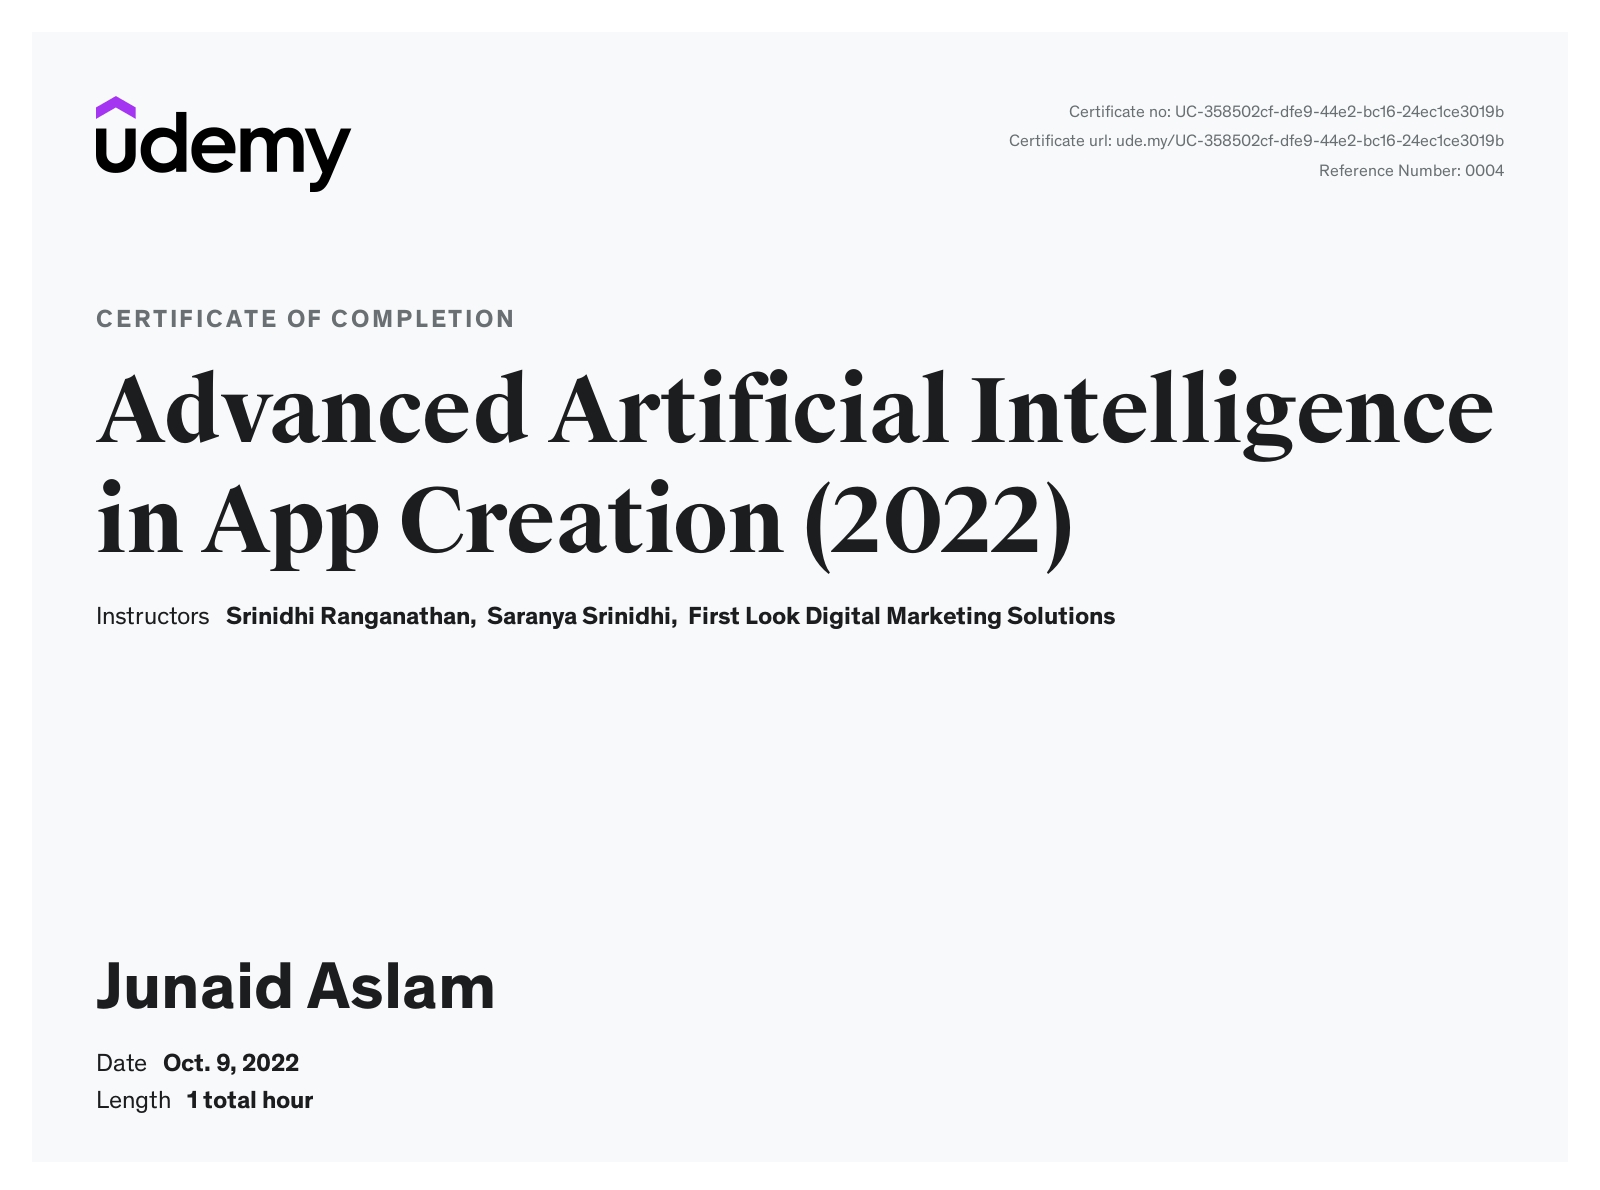 udemy
Certificate no: UC-358502cf-dfe9-44e2-bc16-24ec1ce3019b
Certificate url: ude.my/UC-358502cf-dfe9-44e2-bc16-24ec1ce3019b
Reference Number: 0004
CERTIFICATE OF COMPLETION
Advanced Artificial Intelligence
in App Creation (2022)
Instructors Srinidhi Ranganathan, Saranya Srinidhi, First Look Digital Marketing Solutions
Junaid Aslam
Date Oct. 9, 2022
Length 1 total hour